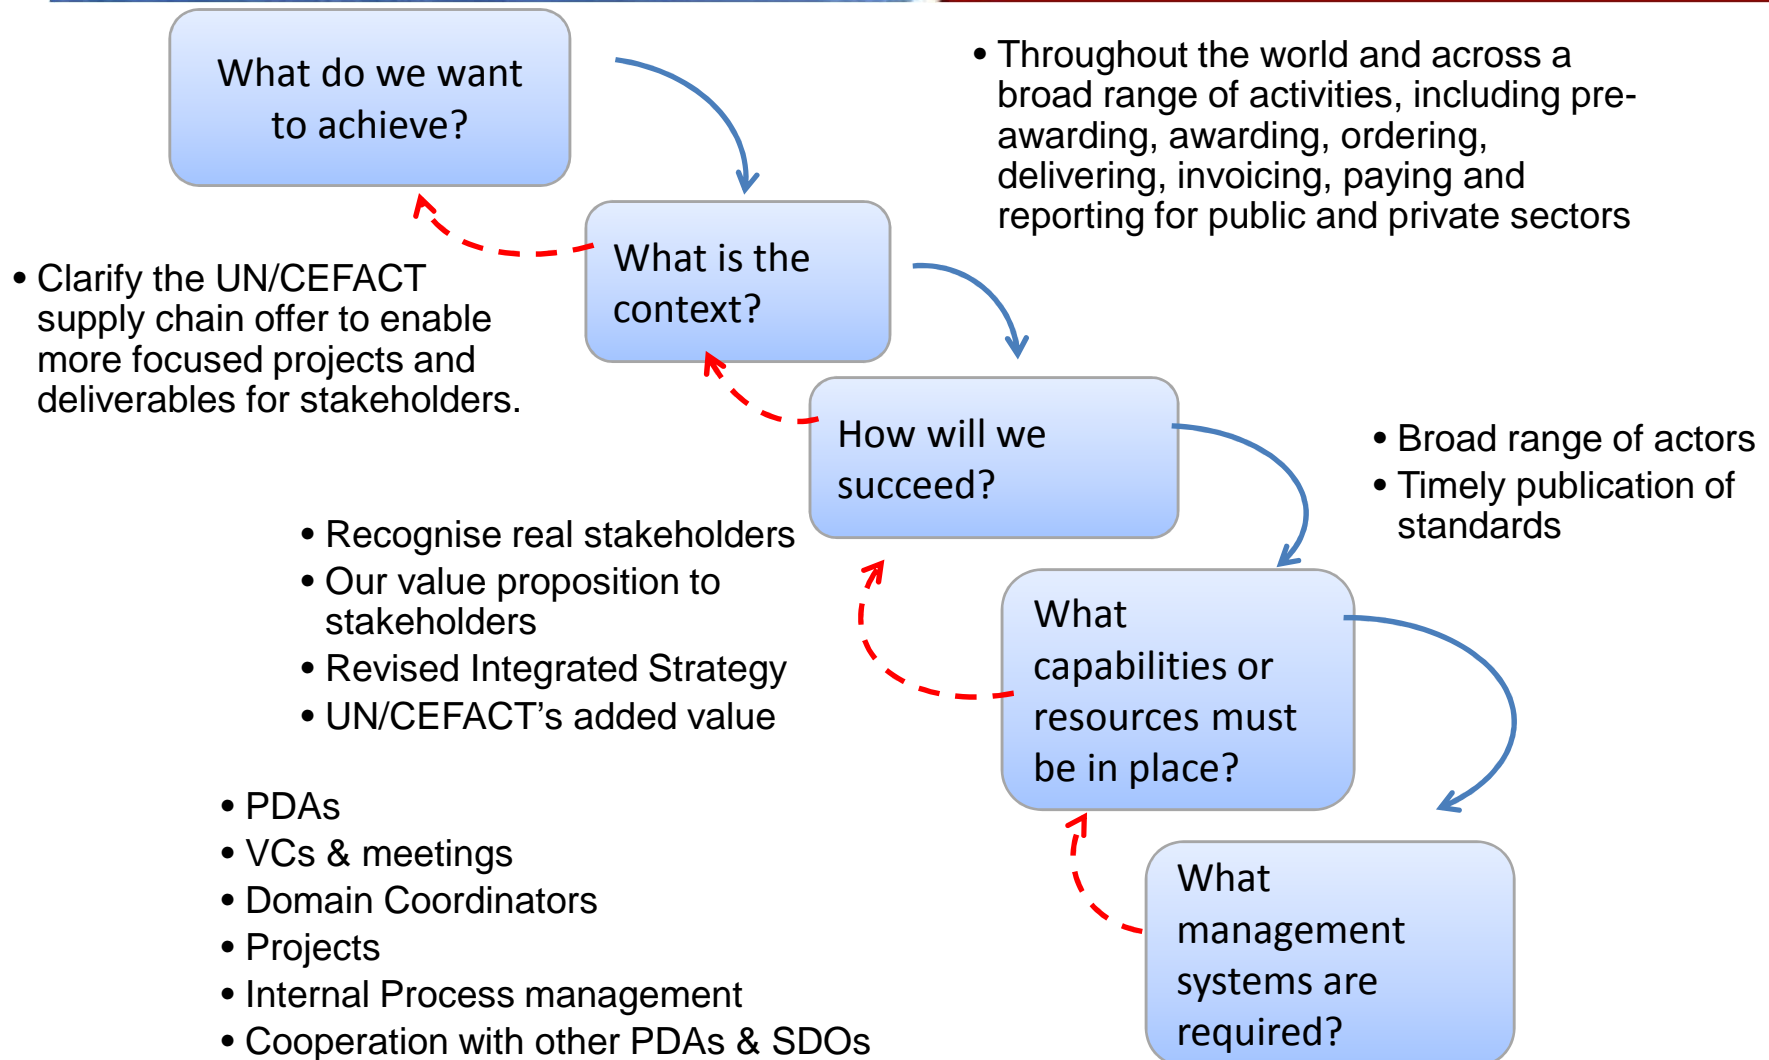 What do we want
to achieve?
• Throughout the world and across a
broad range of activities, including pre-
awarding, awarding, ordering,
delivering, invoicing, paying and
reporting for public and private sectors
What is the
context?
• Clarify the UN/CEFACT
supply chain offer to enable
more focused projects and
deliverables for stakeholders.
How will we
succeed?
• Broad range of actors
• Timely publication of
standards
• Recognise real stakeholders
• Our value proposition to
stakeholders
• Revised Integrated Strategy
• UN/CEFACT’s added value
What
capabilities or
resources must
be in place?
• PDAs
• VCs & meetings
• Domain Coordinators
• Projects
• Internal Process management
• Cooperation with other PDAs & SDOs
What
management
systems are
required?